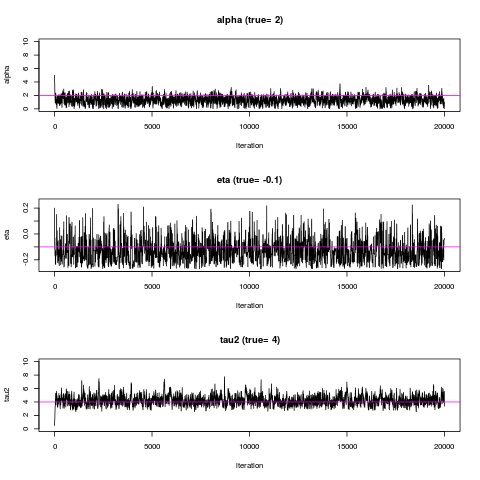 alpha (true= 2)
alpha
0 2 4 6 8 10
0 5000 10000 15000 20000
iteration
eta (true= -0.1)
eta
-0.2 0.0 0.2
0 5000 10000 15000 20000
iteration
tau2 (true= 4)
tau2
0 2 4 6 8 10
0 5000 10000 15000 20000
iteration